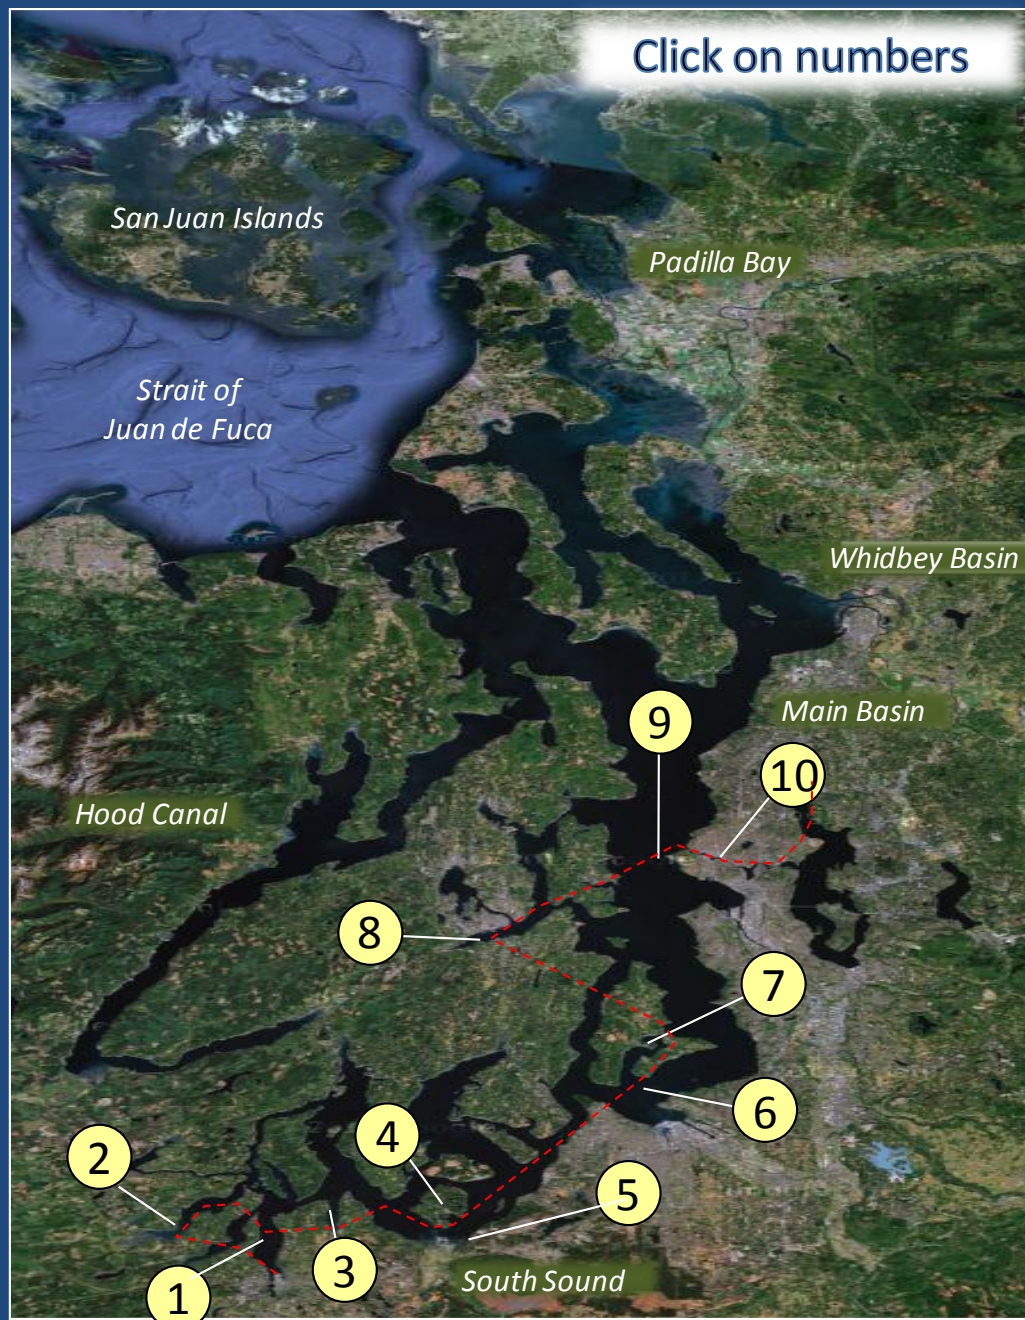 Click on numbers
San Juan Islands
Padilla Bay
Strait of
Juan de Fuca
Whidbey Basin
9
Main Basin
10
Hood Canal
8
7
6
4
2
5
3
South Sound
1